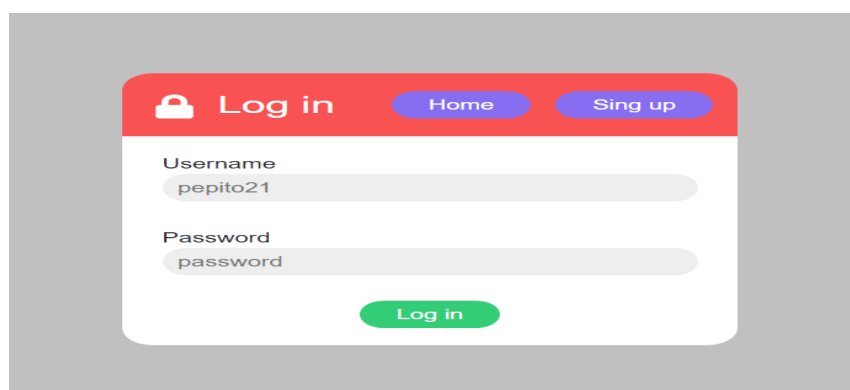 Log in Home Sing up
Username
pepito21
Password
password
Log in